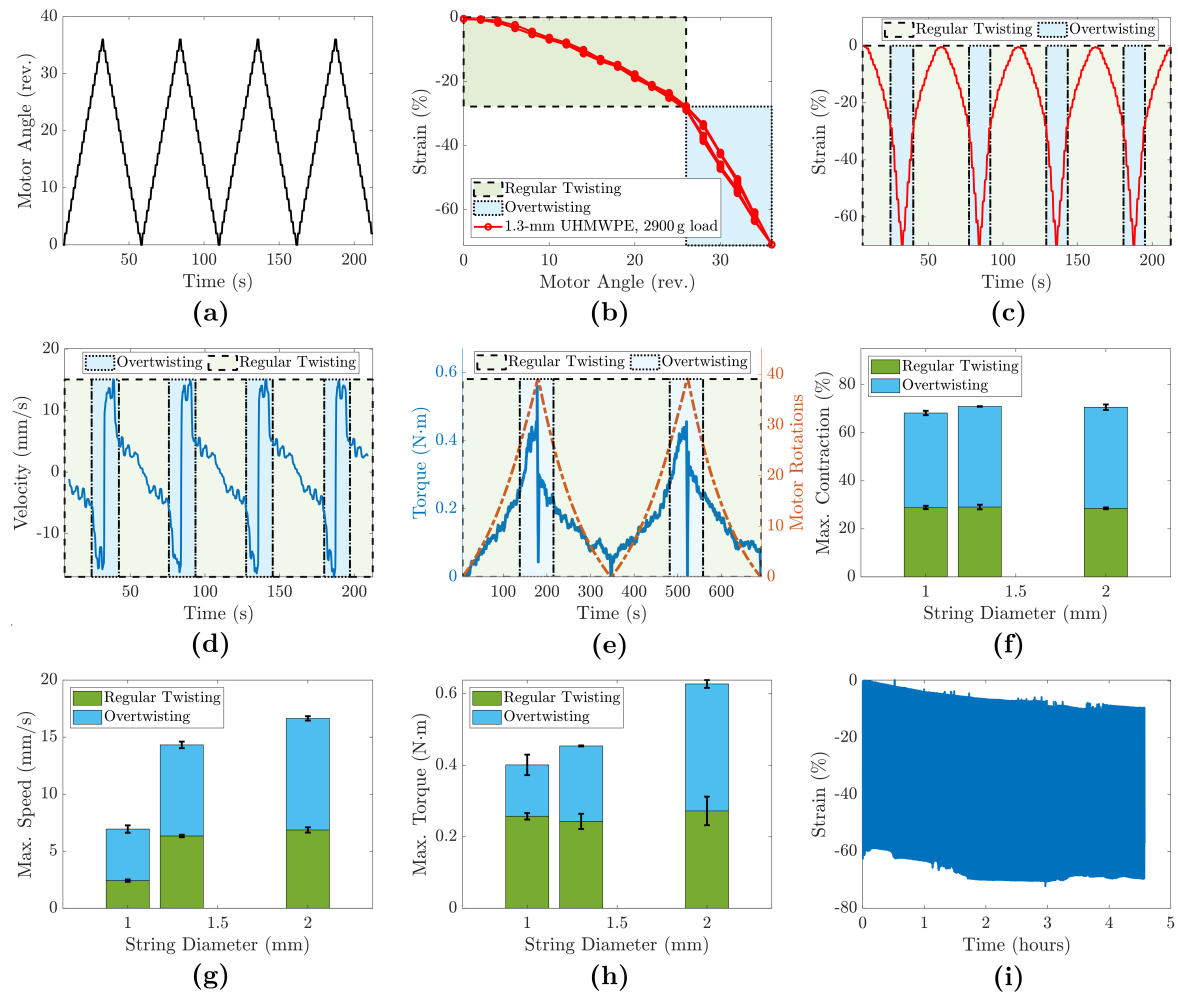 40
30
20
10
0
Motor Angle (rev.)
50
100
150
200
Time (s)
(a)
0
-20
-40
-60
Strain (%)
Regular Twisting
Overtwisting
1.3-mm UHMWPE, 2900 g load
0
10
20
30
Motor Angle (rev.)
(b)
Regular Twisting
Overtwisting
0
-20
-40
-60
Strain (%)
50
100
150
200
Time (s)
(c)
20
10
0
-10
Velocity (mm/s)
Overtwisting
Regular Twisting
50
100
150
200
Time (s)
(d)
Regular Twisting
Overtwisting
0.6
0.4
0.2
0
Torque (N·m)
40
30
20
10
0
Motor Rotations
100
200
300
400
500
600
Time (s)
(e)
80
60
40
20
0
Max. Contraction (%)
Regular Twisting
Overtwisting
1
1.5
2
String Diameter (mm)
(f)
20
15
10
5
0
Max. Speed (mm/s)
Regular Twisting
Overtwisting
1
1.5
2
String Diameter (mm)
(g)
0.6
0.4
0.2
0
Max. Torque (N·m)
Regular Twisting
Overtwisting
1
1.5
2
String Diameter (mm)
(h)
0
-20
-40
-60
-80
Strain (%)
0
1
2
3
4
5
Time (hours)
(i)